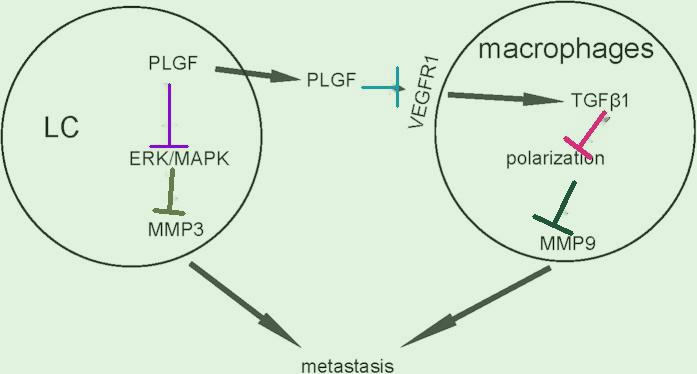 macrophages
PLGF
PLGF
VEGFR1
TGFβ1
LC
ERK/MAPK
polarization
MMP3
MMP9
metastasis